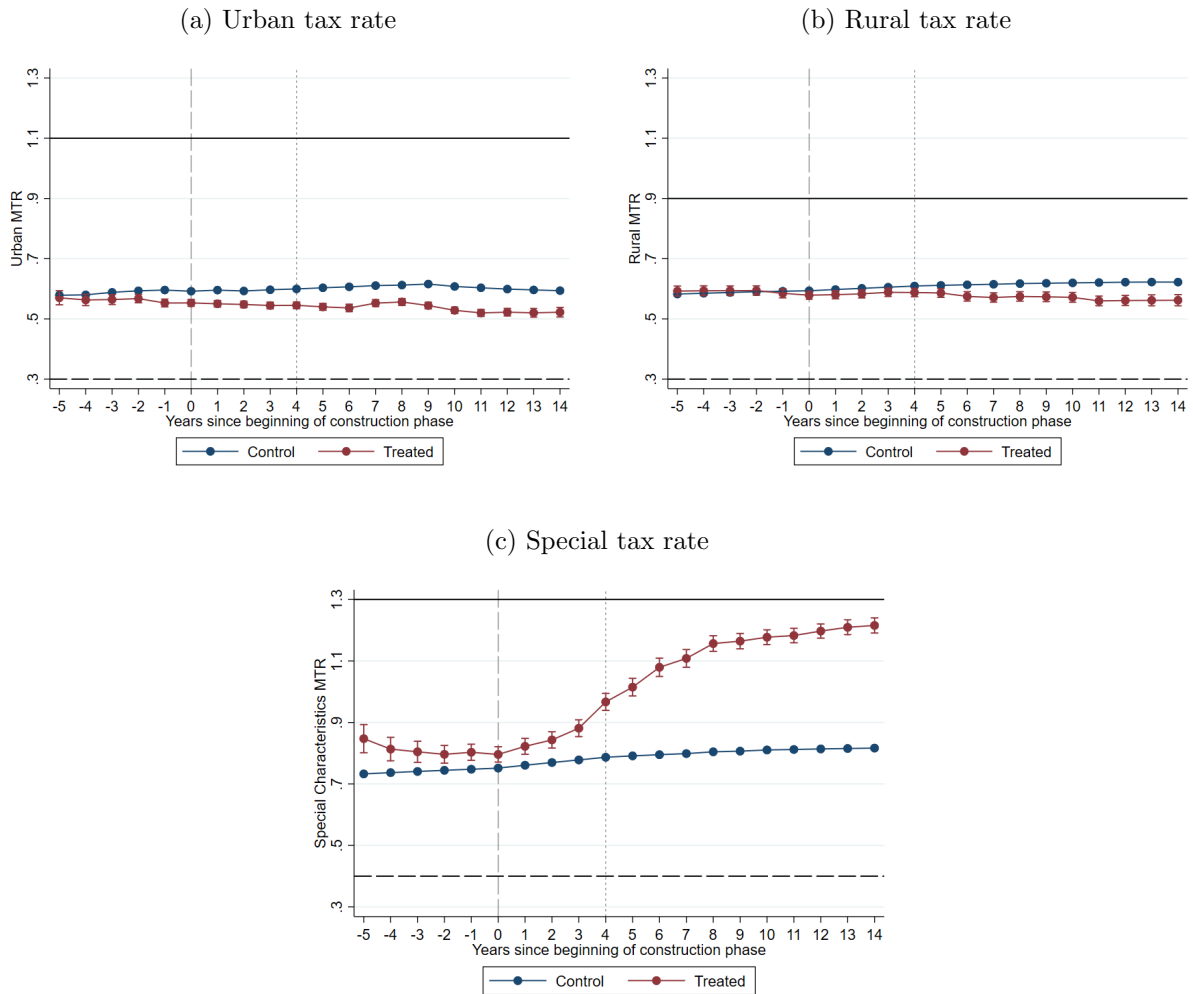 (a) Urban tax rate
Urban MTR
1.3
1.1
.9
.7
.5
.3
-5 -4 -3 -2 -1 0 1 2 3 4 5 6 7 8 9 10 11 12 13 14
Years since beginning of construction phase
Control Treated
(b) Rural tax rate
Rural MTR
1.3
1.1
.9
.7
.5
.3
-5 -4 -3 -2 -1 0 1 2 3 4 5 6 7 8 9 10 11 12 13 14
Years since beginning of construction phase
Control Treated
(c) Special tax rate
Special Characteristics MTR
1.3
1.1
.9
.7
.5
.3
-5 -4 -3 -2 -1 0 1 2 3 4 5 6 7 8 9 10 11 12 13 14
Years since beginning of construction phase
Control Treated